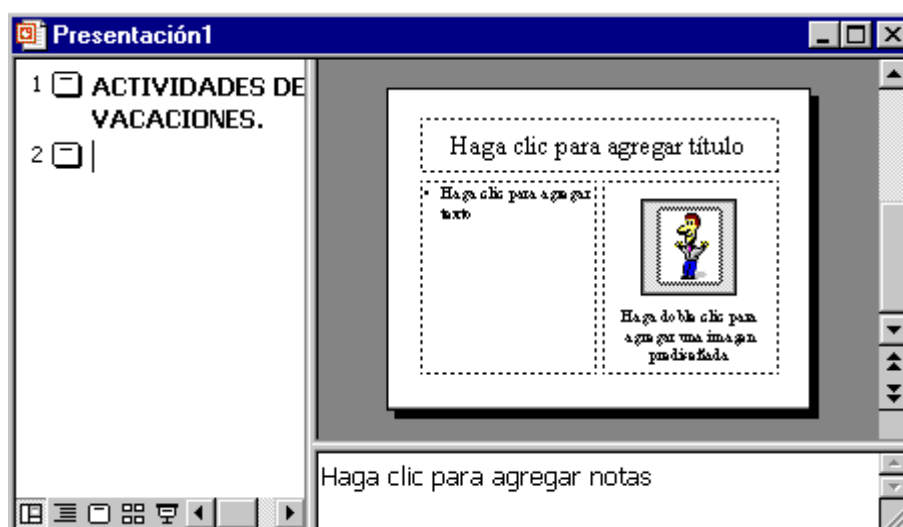 Presentación1
1 ACTIVIDADES DE
VACACIONES.
2
Haga clic para agregar título
• Haga clic para agregar
texto
Haga doble clic para
agregar una imagen
prediseñada
Haga clic para agregar notas